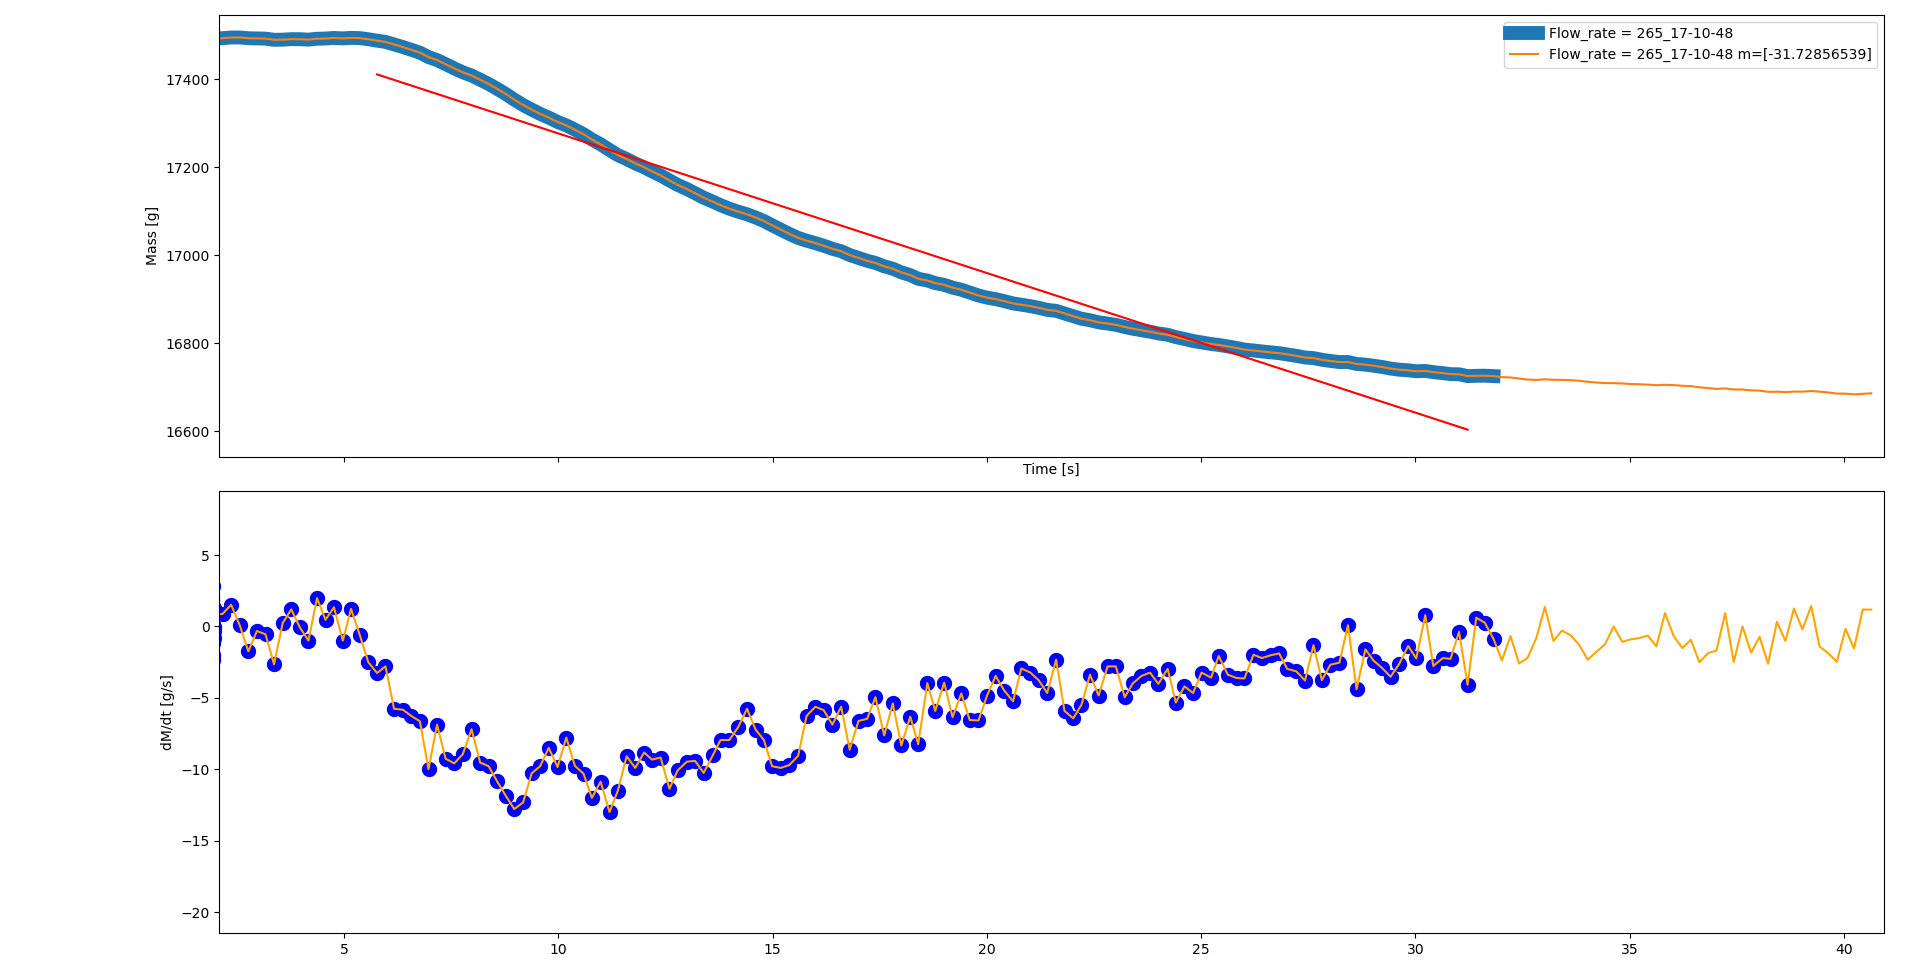 Flow_rate = 265_17-10-48
Flow_rate = 265_17-10-48 m=[-31.72856539]
17400
17200
17000
16800
16600
Mass [g]
Time [s]
5
0
−5
−10
−15
−20
dM/dt [g/s]
5 10 15 20 25 30 35 40